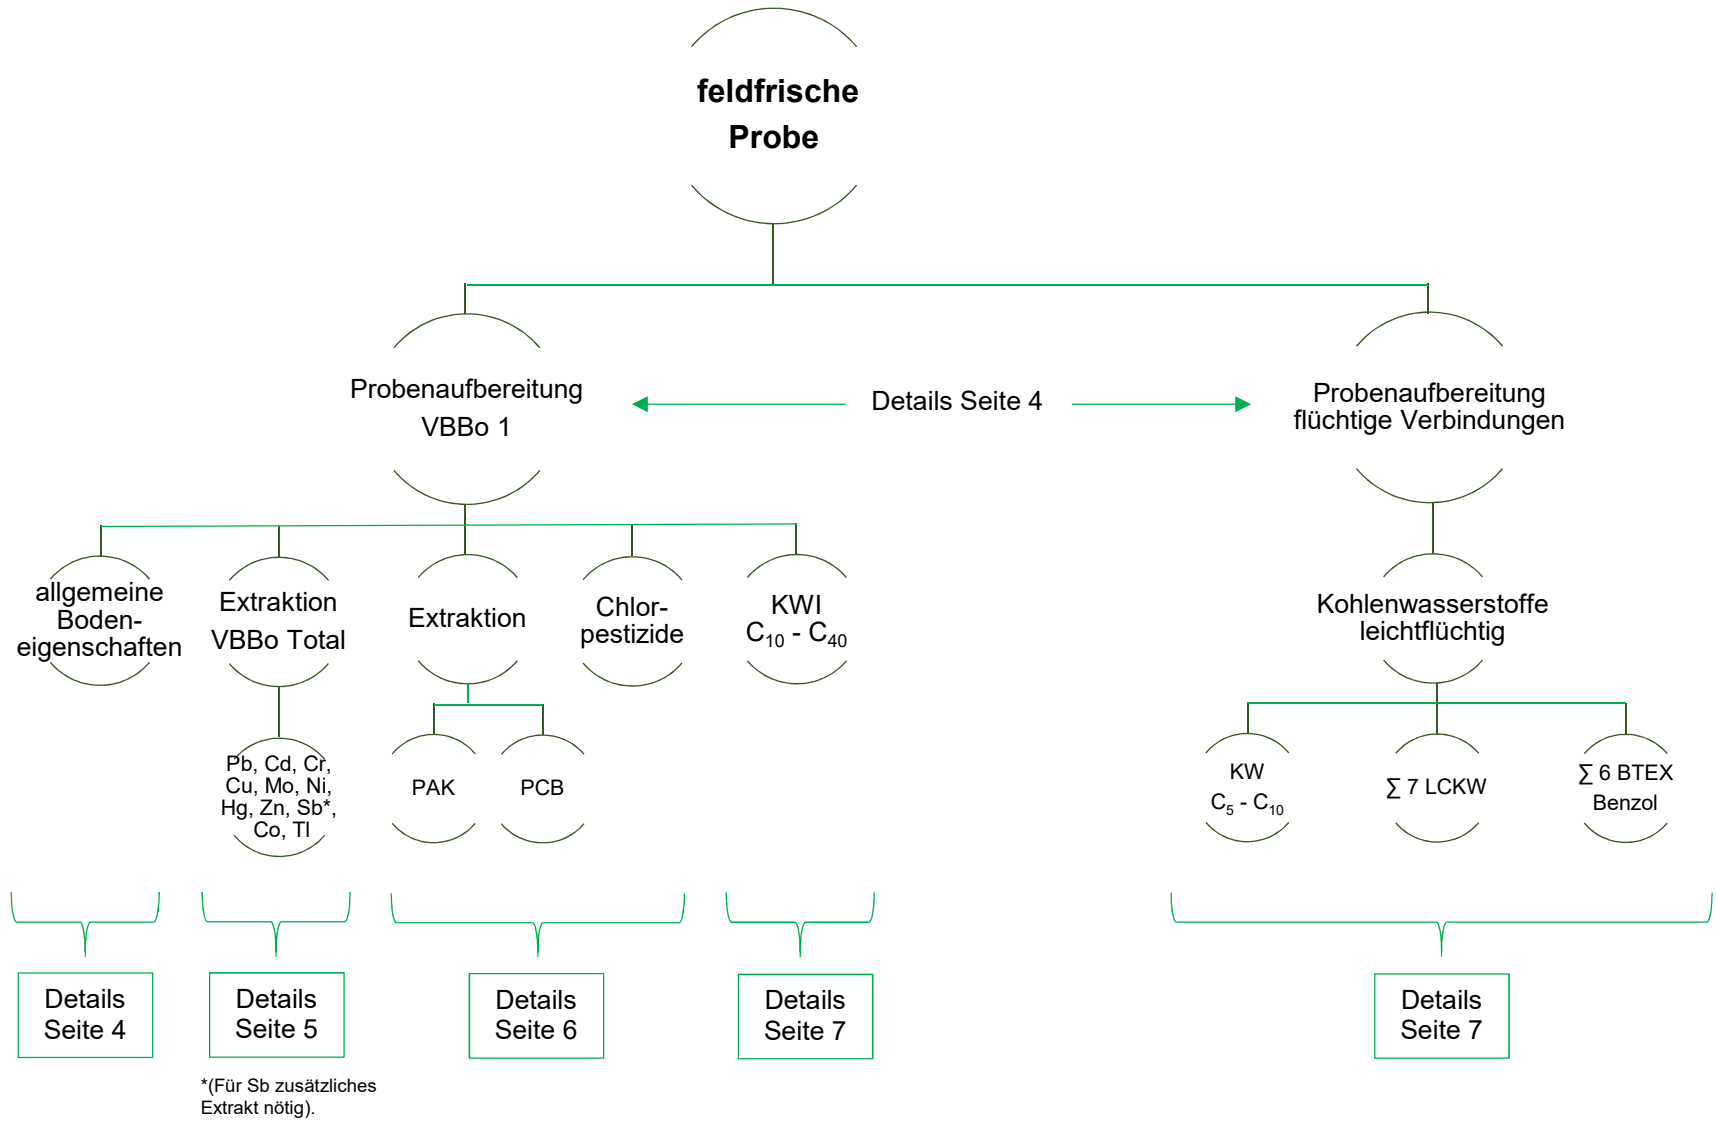 feldfrische
Probe
Probenaufbereitung
VBBo 1
Details Seite 4
Probenaufbereitung
flüchtige Verbindungen
allgemeine
Boden-
eigenschaften
Extraktion
VBBo Total
Extraktion
Chlor-
pestizide
KWI
C₁₀ - C₄₀
Kohlenwasserstoffe
leichtflüchtig
Pb, Cd, Cr,
Cu, Mo, Ni,
Hg, Zn, Sb*,
Co, Tl
PAK
PCB
KW
C₅ - C₁₀
∑ 7 LCKW
∑ 6 BTEX
Benzol
Details
Seite 4
Details
Seite 5
Details
Seite 6
Details
Seite 7
Details
Seite 7
*(Für Sb zusätzliches
Extrakt nötig).